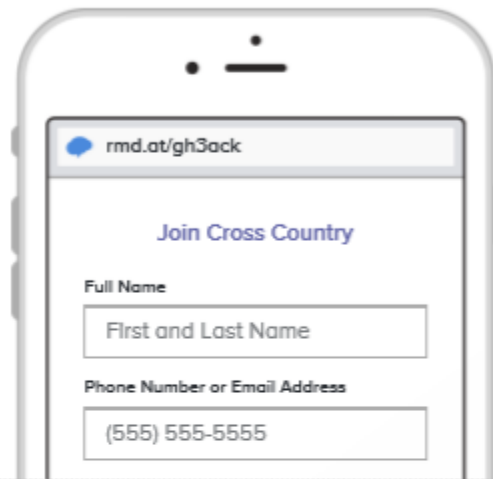 rmd.at/gh3ack
Join Cross Country
Full Name
FIrst and Last Name
Phone Number or Email Address
(555) 555-5555